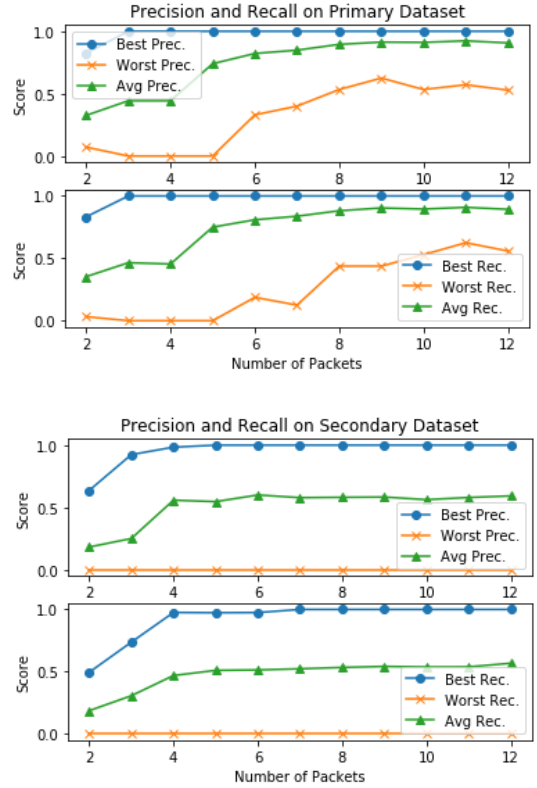 Precision and Recall on Primary Dataset
1.0
0.5
0.0
Score
Best Prec.
Worst Prec.
Avg Prec.
2 4 6 8 10 12
1.0
0.5
0.0
Score
Best Rec.
Worst Rec.
Avg Rec.
2 4 6 8 10 12
Number of Packets
Precision and Recall on Secondary Dataset
1.0
0.5
0.0
Score
Best Prec.
Worst Prec.
Avg Prec.
2 4 6 8 10 12
1.0
0.5
0.0
Score
Best Rec.
Worst Rec.
Avg Rec.
2 4 6 8 10 12
Number of Packets